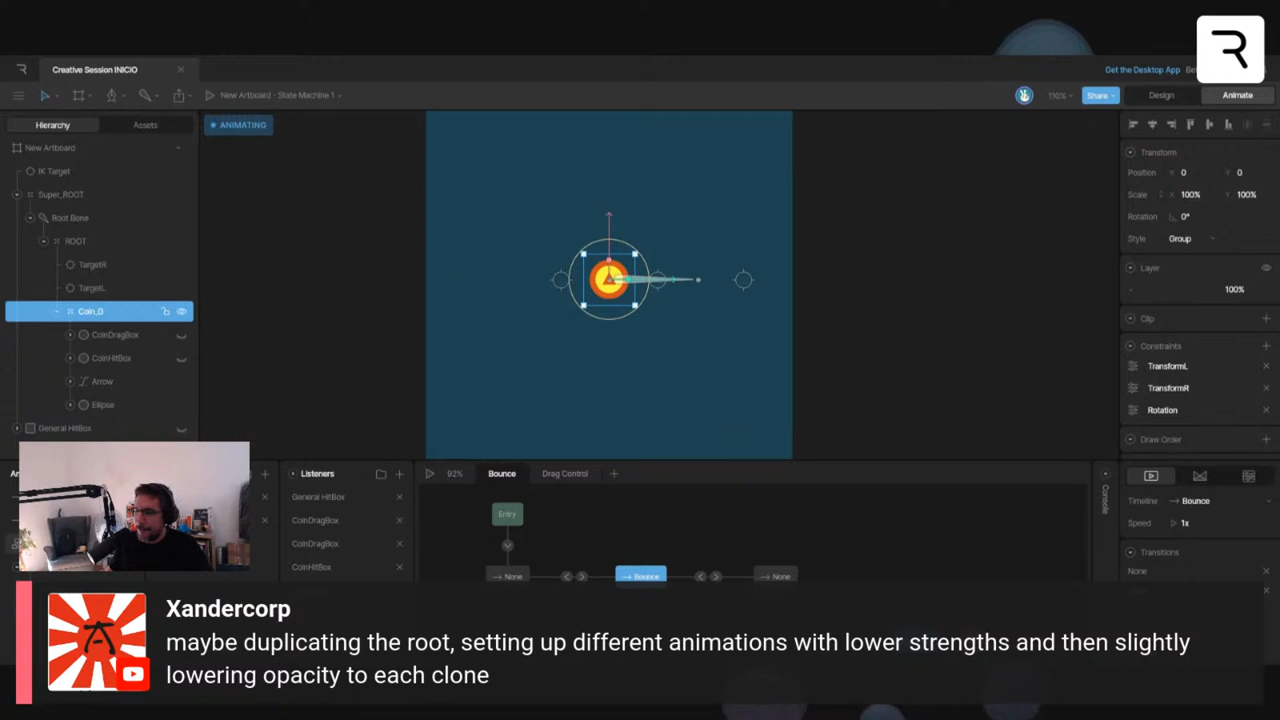 Creative Session INICIO
Get the Desktop App
New Artboard - State Machine 1
110%
Share
Design
Animate
Hierarchy
Assets
ANIMATING
New Artboard
IK Target
Super_ROOT
Root Bone
ROOT
TargetR
TargetL
Coin_D
CoinDragBox
CoinHitBox
Arrow
Ellipse
General HitBox
Transform
Position X 0 Y 0
Scale X 100% Y 100%
Rotation 0°
Style Group
Layer
100%
Clip
Constraints
TransformL
TransformR
Rotation
Draw Order
Listeners
General HitBox
CoinDragBox
CoinDragBox
CoinHitBox
92%
Bounce
Drag Control
Entry
None
Bounce
None
Console
Timeline Bounce
Speed 1x
Transitions
None
Xandercorp
maybe duplicating the root, setting up different animations with lower strengths and then slightly
lowering opacity to each clone